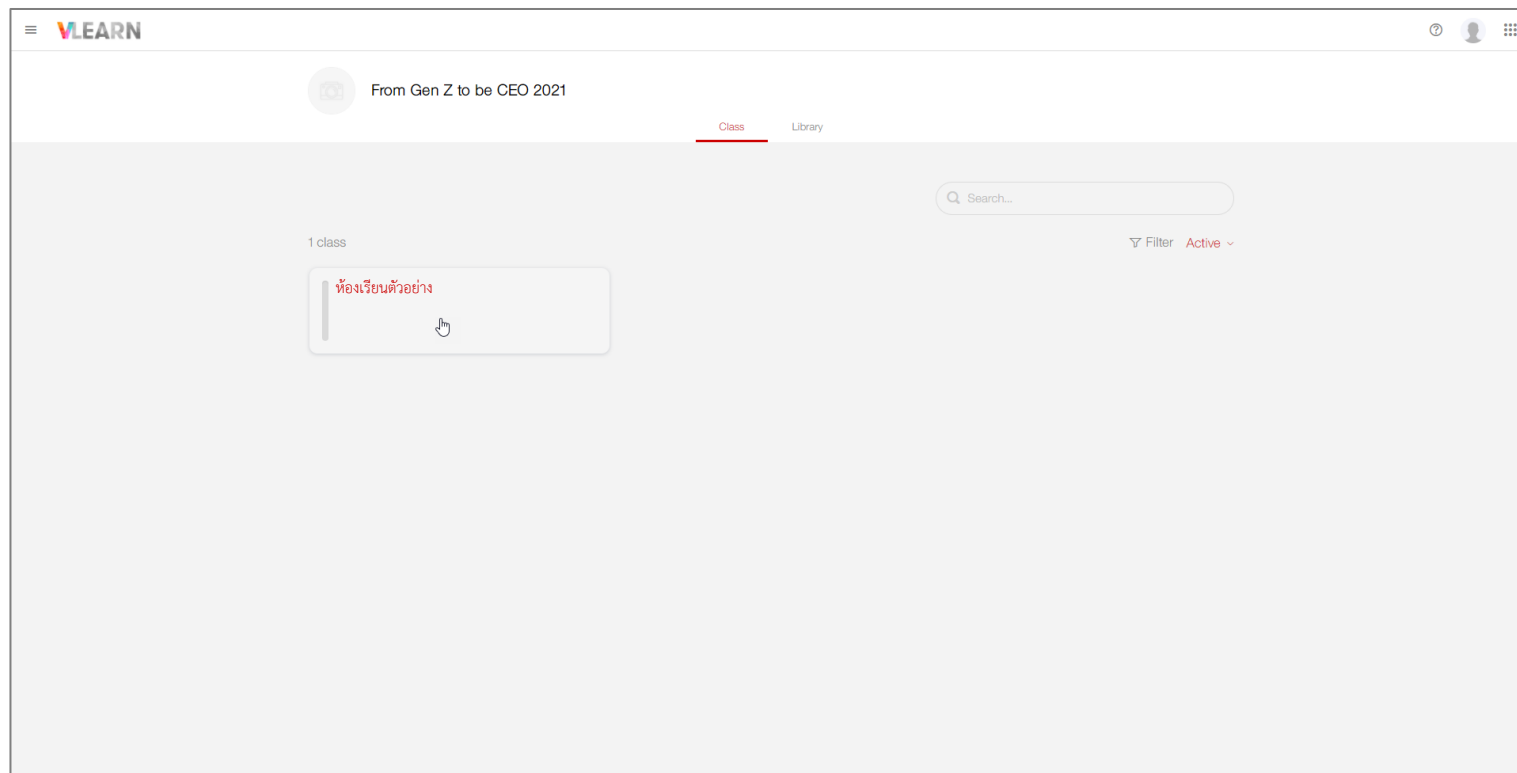 VLEARN
From Gen Z to be CEO 2021
Class Library
Search...
1 class Filter Active
ห้องเรียนตัวอย่าง